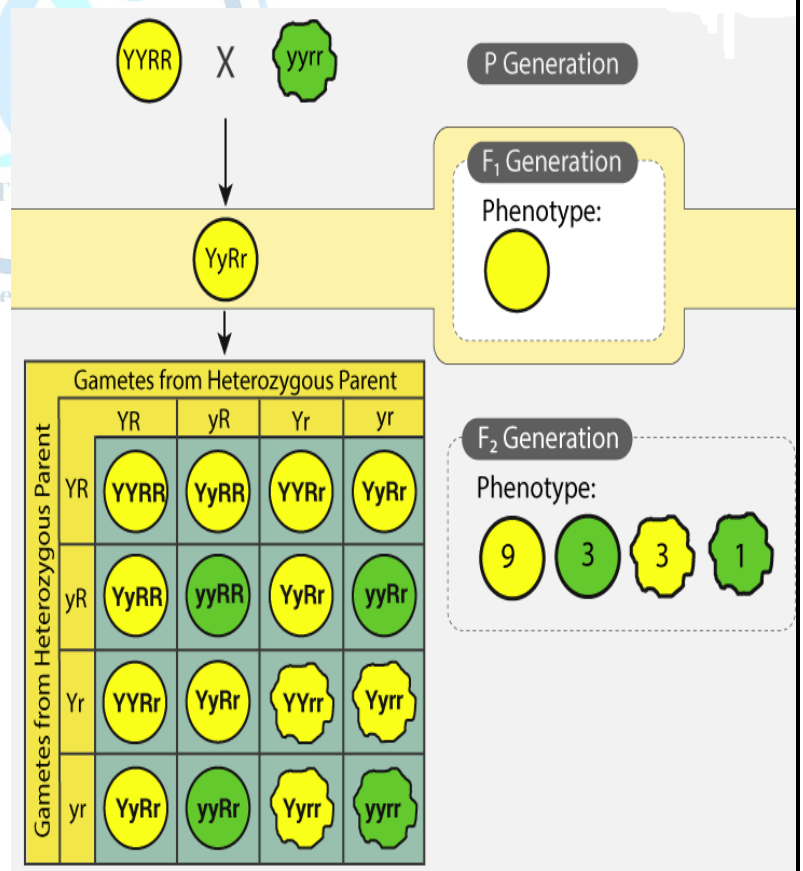 YYRR X yyrr
P Generation
F₁ Generation
Phenotype:
YyRr
Gametes from Heterozygous Parent
YR yR Yr yr
Gametes from Heterozygous Parent
YR YYRR YyRR YYRr YyRr
yR YyRR yyRR YyRr yyRr
Yr YYRr YyRr YYrr Yyrr
yr YyRr yyRr Yyrr yyrr
F₂ Generation
Phenotype:
9 3 3 1